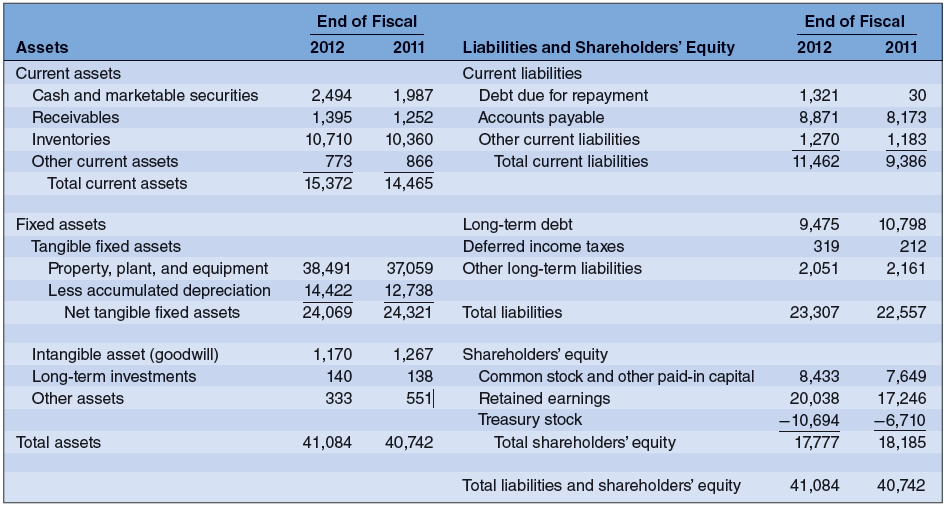 End of Fiscal End of Fiscal
Assets 2012 2011 Liabilities and Shareholders’ Equity 2012 2011
Current assets Current liabilities
Cash and marketable securities 2,494 1,987 Debt due for repayment 1,321 30
Receivables 1,395 1,252 Accounts payable 8,871 8,173
Inventories 10,710 10,360 Other current liabilities 1,270 1,183
Other current assets 773 866 Total current liabilities 11,462 9,386
Total current assets 15,372 14,465
Fixed assets Long-term debt 9,475 10,798
Tangible fixed assets Deferred income taxes 319 212
Property, plant, and equipment 38,491 37,059 Other long-term liabilities 2,051 2,161
Less accumulated depreciation 14,422 12,738
Net tangible fixed assets 24,069 24,321 Total liabilities 23,307 22,557
Intangible asset (goodwill) 1,170 1,267 Shareholders’ equity
Long-term investments 140 138 Common stock and other paid-in capital 8,433 7,649
Other assets 333 551 Retained earnings 20,038 17,246
Treasury stock −10,694 −6,710
Total assets 41,084 40,742 Total shareholders’ equity 17,777 18,185
Total liabilities and shareholders’ equity 41,084 40,742